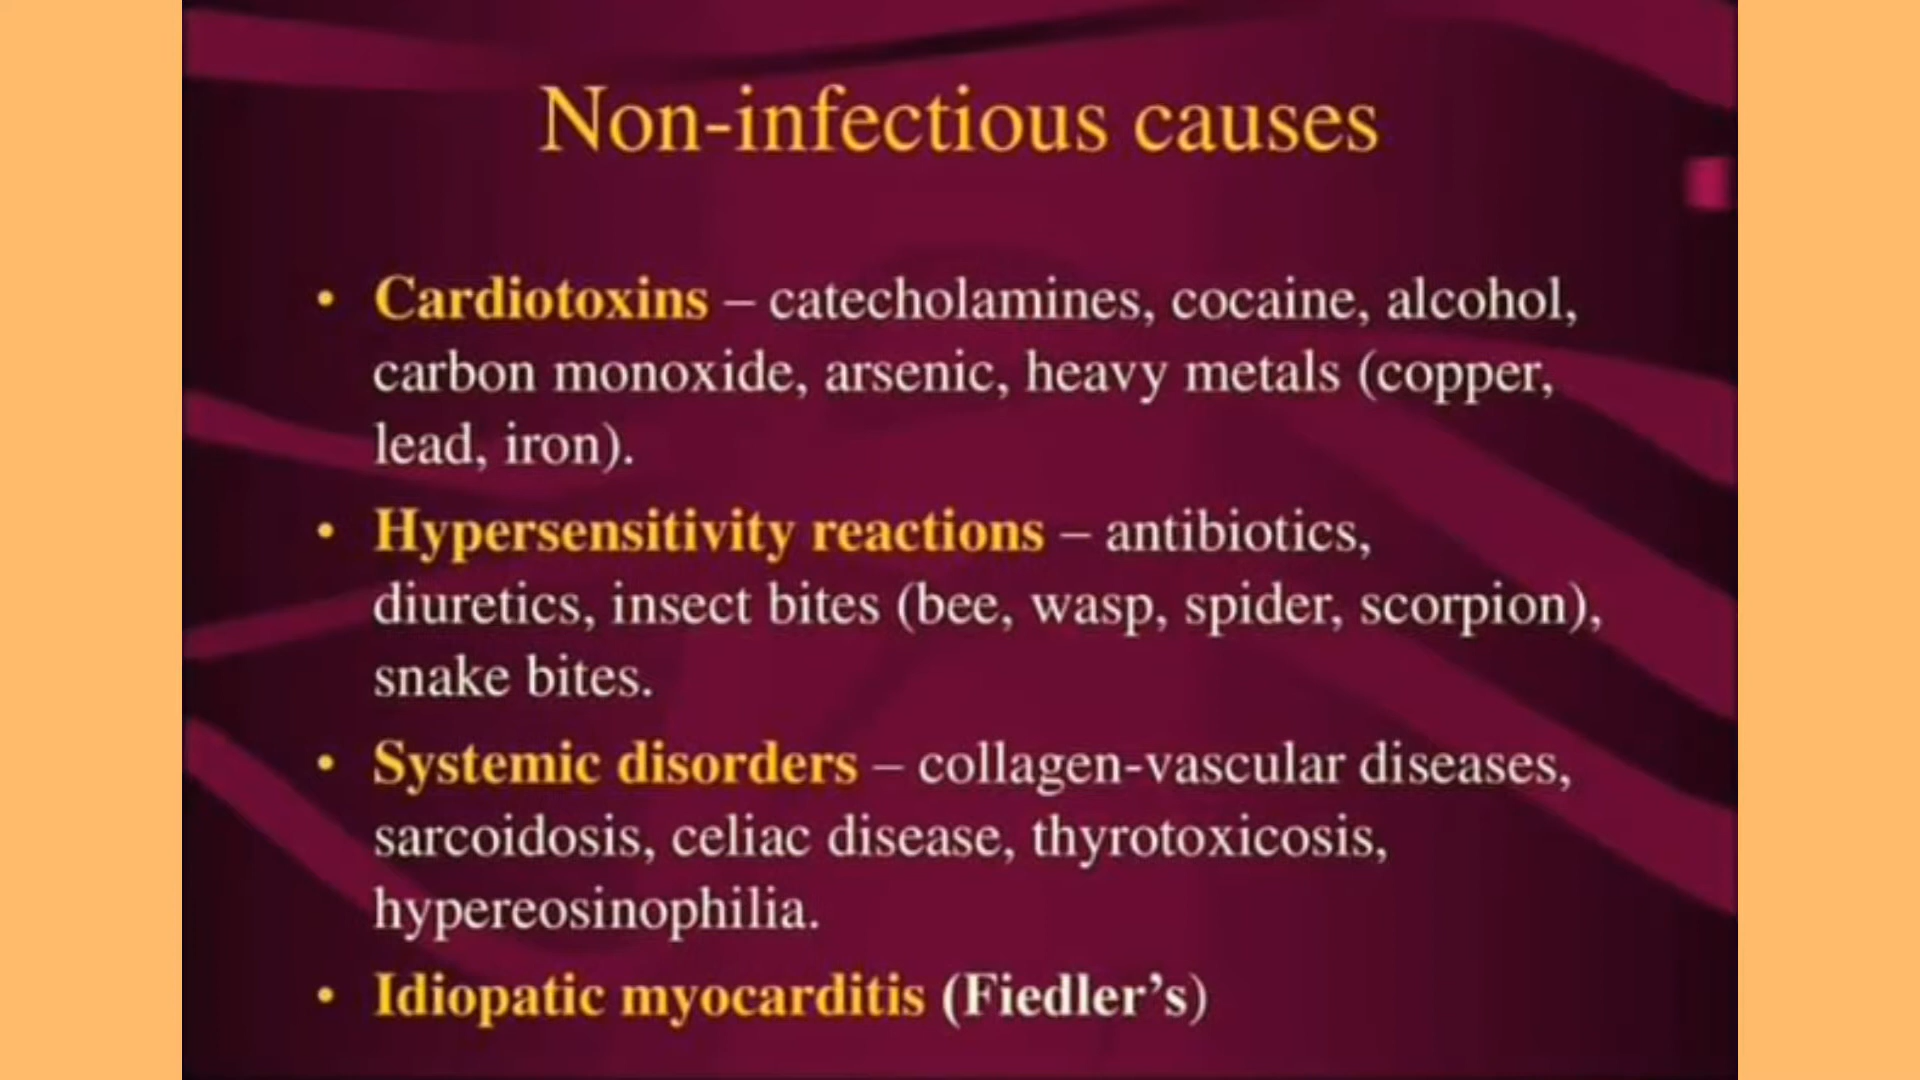 Non-infectious causes
• Cardiotoxins – catecholamines, cocaine, alcohol,
carbon monoxide, arsenic, heavy metals (copper,
lead, iron).
• Hypersensitivity reactions – antibiotics,
diuretics, insect bites (bee, wasp, spider, scorpion),
snake bites.
• Systemic disorders – collagen-vascular diseases,
sarcoidosis, celiac disease, thyrotoxicosis,
hypereosinophilia.
• Idiopatic myocarditis (Fiedler’s)